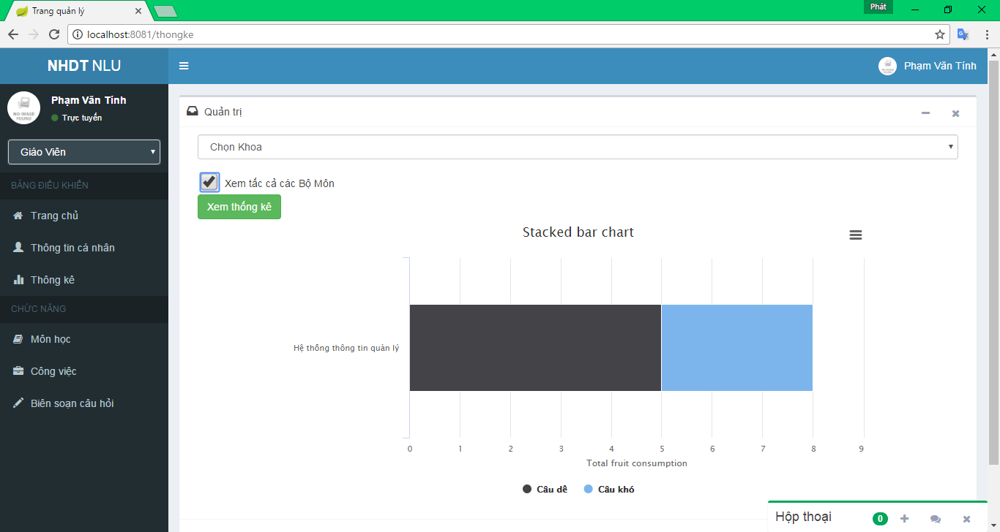 Trang quản lý
Phát
localhost:8081/thongke
NHDT NLU
Phạm Văn Tính
Phạm Văn Tính
Trực tuyến
NO IMAGE
FOUND
Giáo Viên
BẢNG ĐIỀU KHIỂN
Trang chủ
Thông tin cá nhân
Thống kê
CHỨC NĂNG
Môn học
Công việc
Biên soạn câu hỏi
Quản trị
Chọn Khoa
Xem tấc cả các Bộ Môn
Xem thống kê
Stacked bar chart
Hệ thống thông tin quản lý
0 1 2 3 4 5 6 7 8 9
Total fruit consumption
Câu dễ Câu khó
Hộp thoại 0